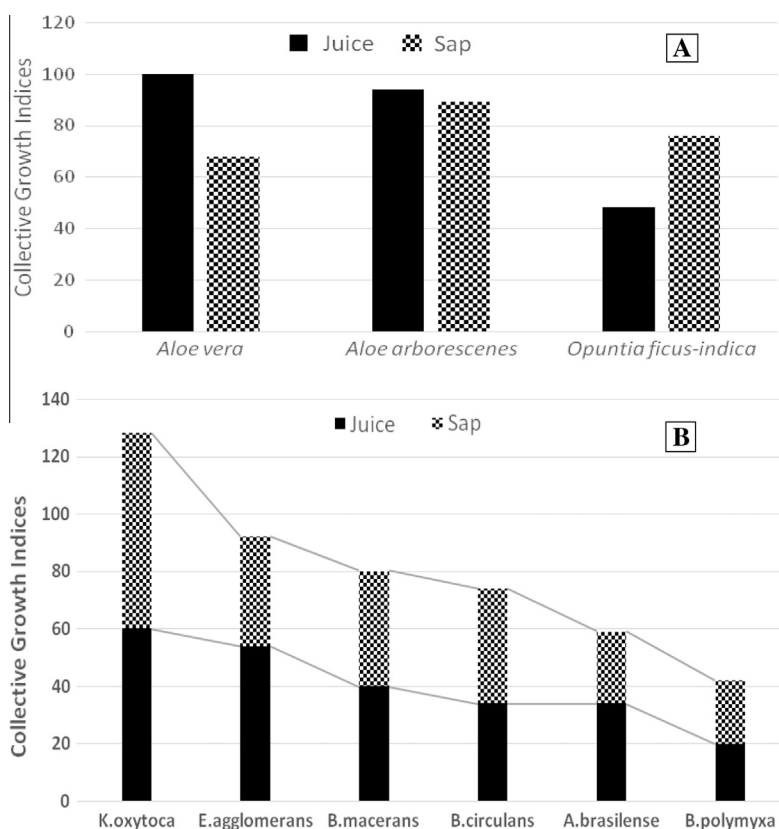 120
100
80
60
40
20
0
Collective Growth Indices
Juice Sap
A
Aloe vera Aloe arborescenes Opuntia ficus-indica
140
120
100
80
60
40
20
0
Collective Growth Indices
Juice Sap
B
K.oxytoca E.agglomerans B.macerans B.circulans A.brasilense B.polymyxa